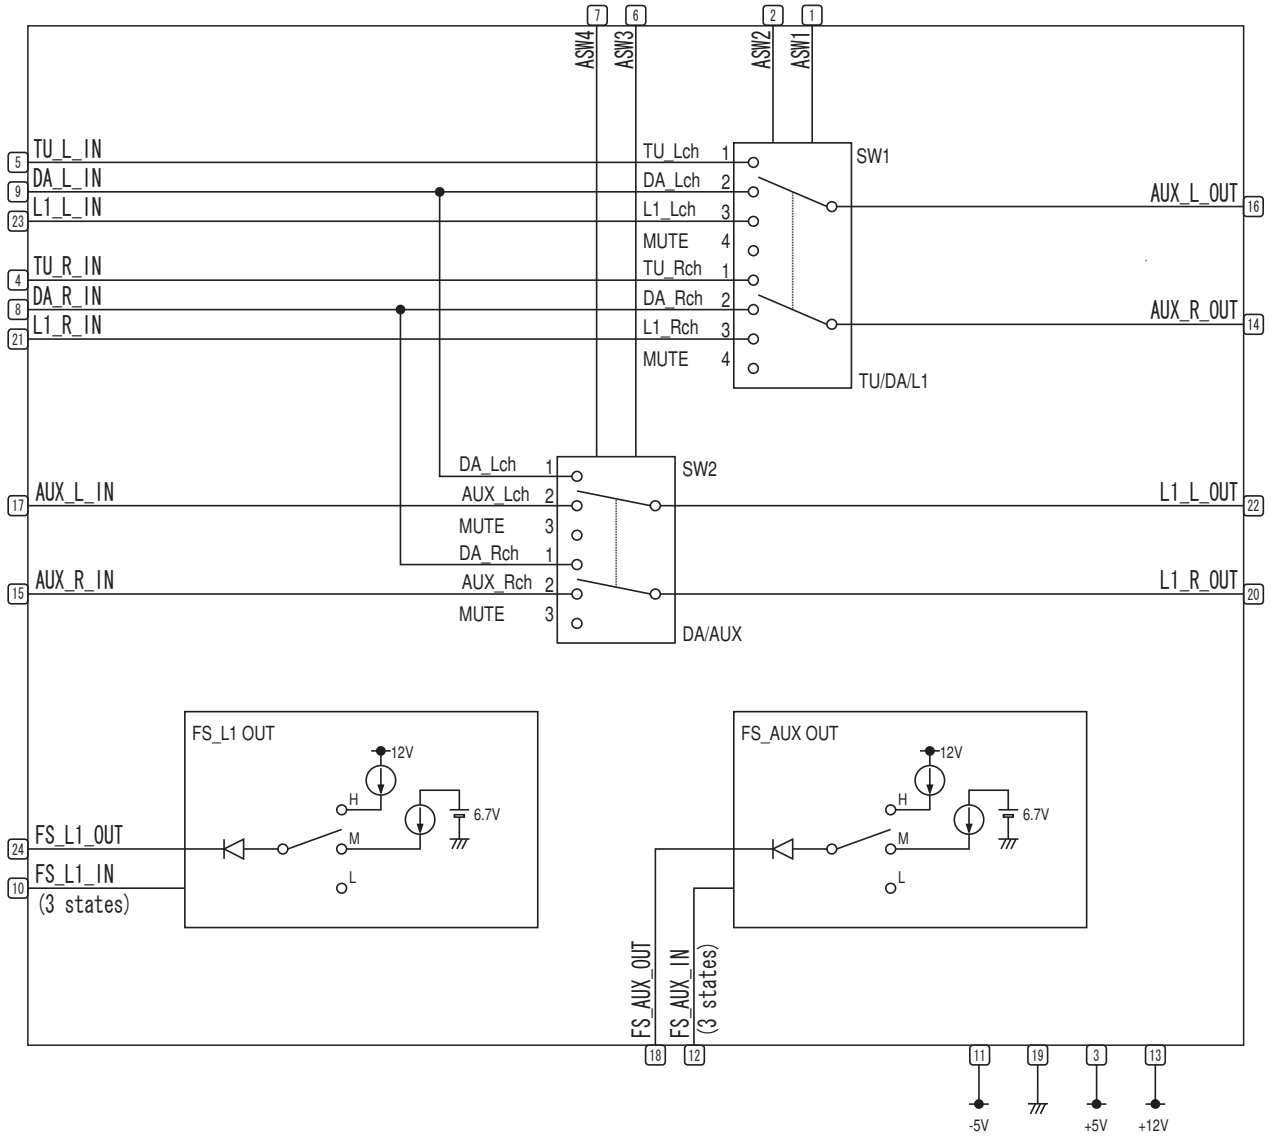 7 6 2 1
ASW4 ASW3 ASW2 ASW1
5 TU_L_IN TU_Lch 1 SW1
9 DA_L_IN DA_Lch 2 AUX_L_OUT 16
23 L1_L_IN L1_Lch 3
MUTE 4
4 TU_R_IN TU_Rch 1
8 DA_R_IN DA_Rch 2 AUX_R_OUT 14
21 L1_R_IN L1_Rch 3
MUTE 4
TU/DA/L1
DA_Lch 1 SW2
17 AUX_L_IN AUX_Lch 2 L1_L_OUT 22
MUTE 3
DA_Rch 1
15 AUX_R_IN AUX_Rch 2 L1_R_OUT 20
MUTE 3
DA/AUX
FS_L1 OUT FS_AUX OUT
12V 12V
H H
6.7V 6.7V
24 FS_L1_OUT M M
10 FS_L1_IN L L
(3 states)
FS_AUX_OUT FS_AUX_IN
(3 states)
18 12 11 19 3 13
-5V +5V +12V